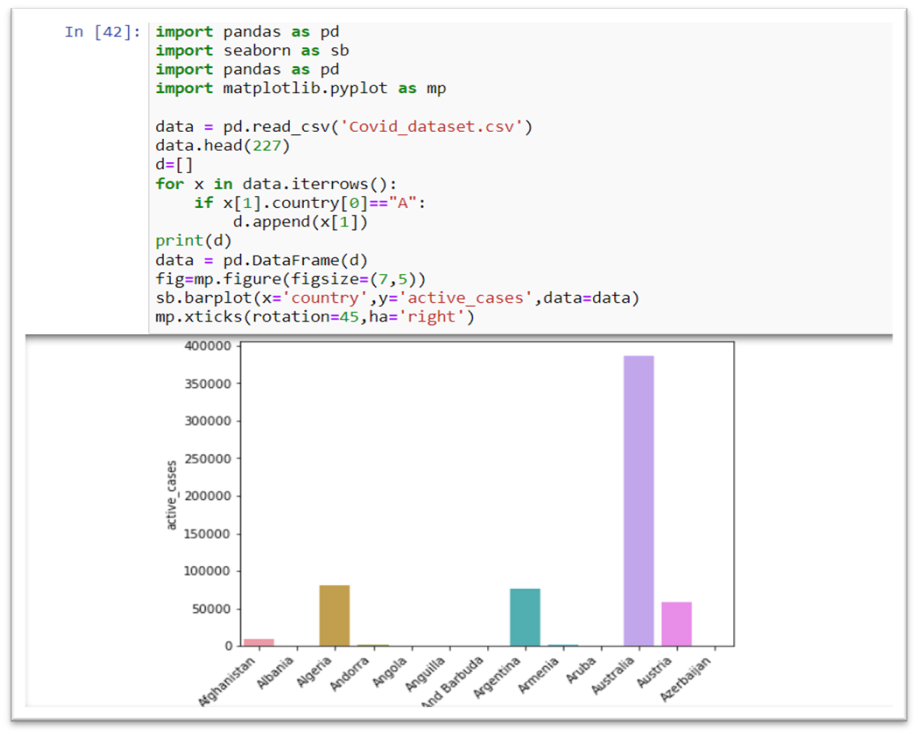 In [42]:
import pandas as pd
import seaborn as sb
import pandas as pd
import matplotlib.pyplot as mp
data = pd.read_csv('Covid_dataset.csv')
data.head(227)
d=[]
for x in data.iterrows():
    if x[1].country[0]=="A":
        d.append(x[1])
print(d)
data = pd.DataFrame(d)
fig=mp.figure(figsize=(7,5))
sb.barplot(x='country',y='active_cases',data=data)
mp.xticks(rotation=45,ha='right')
400000
350000
300000
250000
200000
150000
100000
50000
0
active_cases
Afghanistan
Albania
Algeria
Andorra
Angola
Anguilla
And Barbuda
Argentina
Armenia
Aruba
Australia
Austria
Azerbaijan